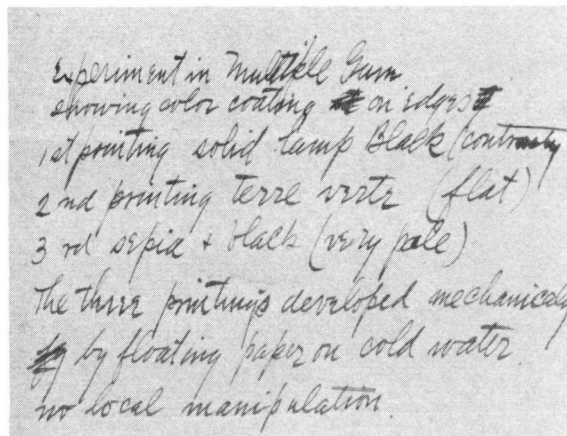 Experiment in Multiple Gum
showing color coating on edges
1st printing solid Lamp Black (contrasty
2nd printing terre verte (flat)
3rd sepia + black (very pale)
The three printings developed mechanicaly
by floating paper on cold water.
no local manipulation.